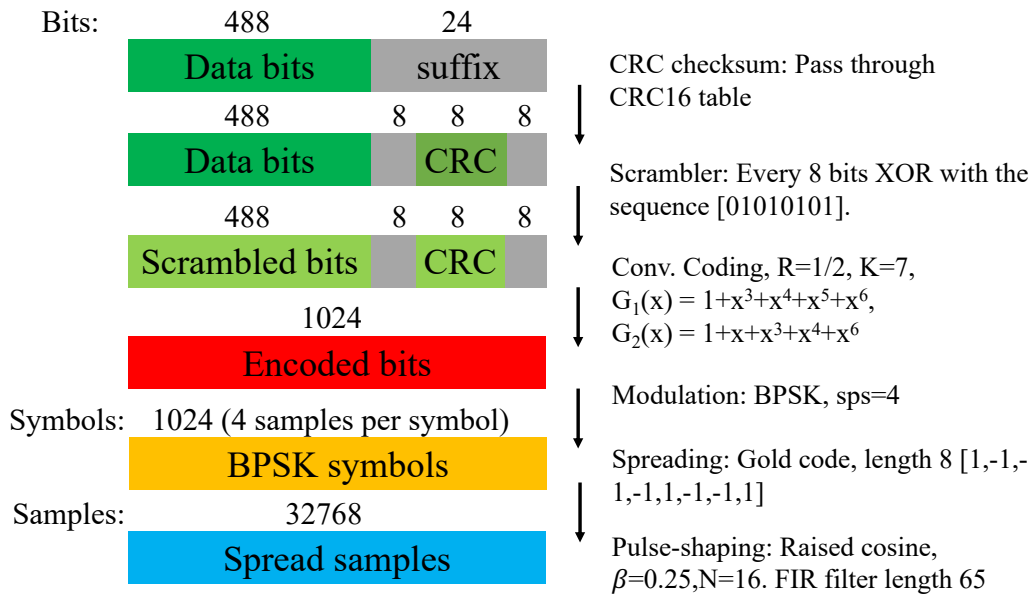 Bits:
488 24
Data bits suffix
CRC checksum: Pass through
CRC16 table
488 8 8 8
Data bits CRC
Scrambler: Every 8 bits XOR with the
sequence [01010101].
488 8 8 8
Scrambled bits CRC
Conv. Coding, R=1/2, K=7,
G₁(x) = 1+x³+x⁴+x⁵+x⁶,
G₂(x) = 1+x+x³+x⁴+x⁶
1024
Encoded bits
Modulation: BPSK, sps=4
Symbols: 1024 (4 samples per symbol)
BPSK symbols
Spreading: Gold code, length 8 [1,-1,-
1,-1,1,-1,-1,1]
Samples: 32768
Spread samples
Pulse-shaping: Raised cosine,
β=0.25,N=16. FIR filter length 65